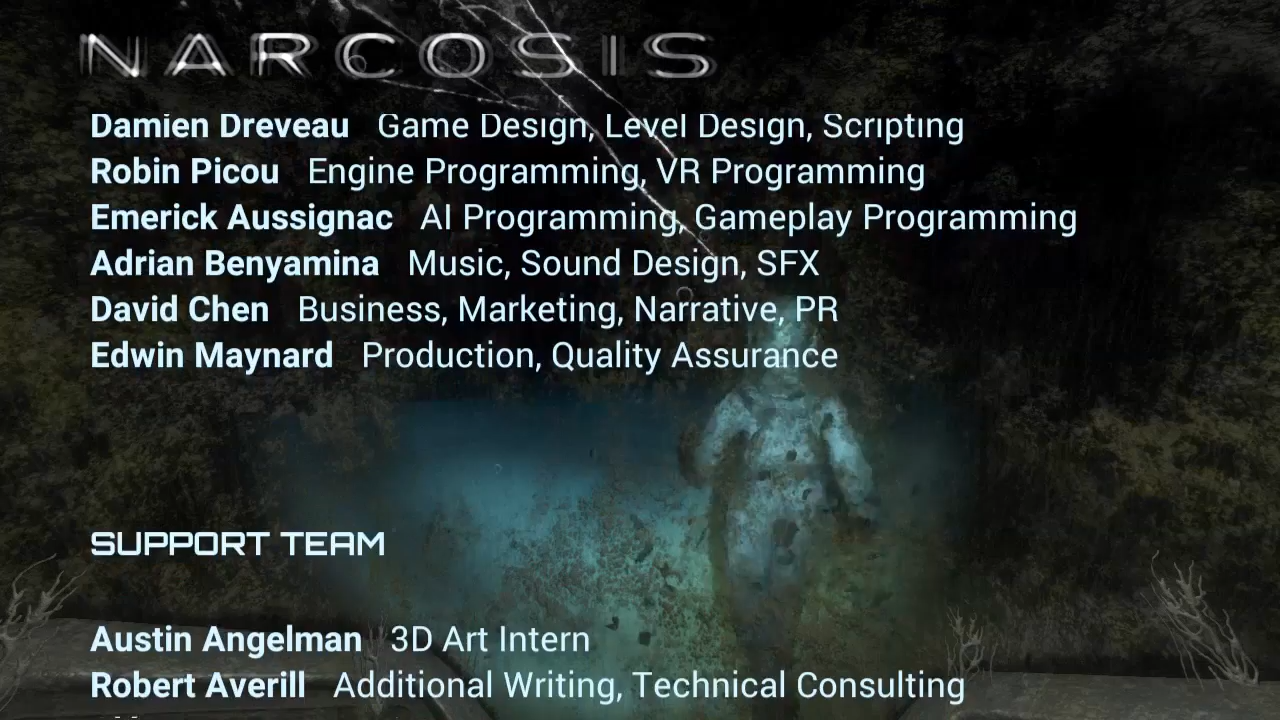 NARCOSIS
Damien Dreveau Game Design, Level Design, Scripting
Robin Picou Engine Programming, VR Programming
Emerick Aussignac AI Programming, Gameplay Programming
Adrian Benyamina Music, Sound Design, SFX
David Chen Business, Marketing, Narrative, PR
Edwin Maynard Production, Quality Assurance
SUPPORT TEAM
Austin Angelman 3D Art Intern
Robert Averill Additional Writing, Technical Consulting